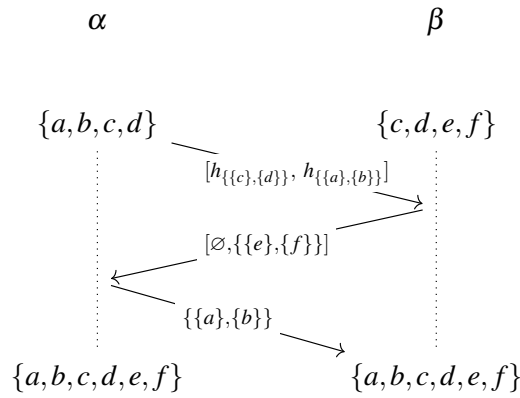 α β
{a,b,c,d} {c,d,e,f}
[h_{{{c},{d}}}, h_{{{a},{b}}}]
[∅,{{e},{f}}]
{{a},{b}}
{a,b,c,d,e,f} {a,b,c,d,e,f}